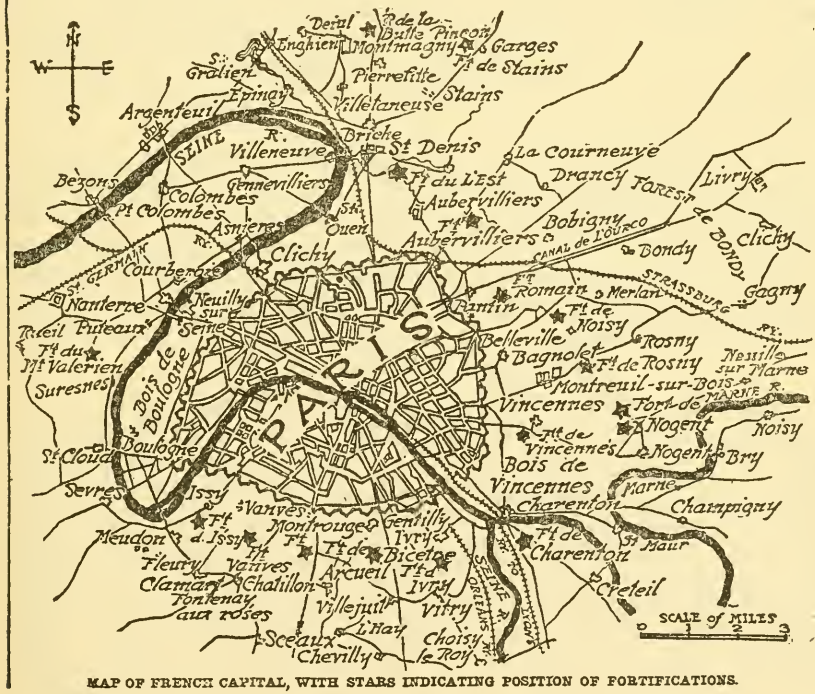 N
W E
S
Deuil
Ft. de la
Butte Pinçon
Enghien
Montmagny
Garges
Ft. de Stains
St.
Gratien
Pierrefitte
Epinay
Villetaneuse
Stains
Argenteuil
SEINE R.
Briche
Villeneuve
St Denis
La Courneuve
Drancy
FOREST de BONDY
Livry
Bezons
Colombes
Gennevilliers
Ft du L'Est
Aubervilliers
Pt Colombes
St.
Ouen
Ft.
Aubervilliers
Bobigny
Asnieres
CANAL de L'OURCQ
Bondy
Clichy
ST. GERMAIN RY.
Clichy
Courbevoie
STRASSBURG RY.
Gagny
Nanterre
Neuilly
sur
Seine
Pantin
Ft
Romain
Merlan
Rueil
Puteaux
Ft. de
Noisy
Belleville
Rosny
Ft. du
Mt Valerien
Bagnolet
Ft. de Rosny
Neuille
sur Marne
Suresnes
Bois de
Boulogne
PARIS
Montreuil-sur-Bois
MARNE R.
Vincennes
Fort de
Nogent
Noisy
Boulogne
Ft. de
Vincennes
St Cloud
Nogent
Bry
Bois de
Vincennes
Marne
Sevres
Issy
Vanves
Charenton
Champigny
Montrouge
Gentilly
Ivry
Meudon
Ft.
d'Issy
Ft. de
Bicetre
Ft. de
Charenton
St Maur
Fleury
Ft.
Vanves
Ft.
Arcueil
Ft. d
Ivry
Clamart
Chatillon
SEINE R.
ORLEANS
Creteil
Fontenay
aux roses
Villejuif
Vitry
SCALE of MILES
0 1 2 3
Sceaux
L'Hay
Choisy
le Roy
Chevilly
MAP OF FRENCH CAPITAL, WITH STARS INDICATING POSITION OF FORTIFICATIONS.